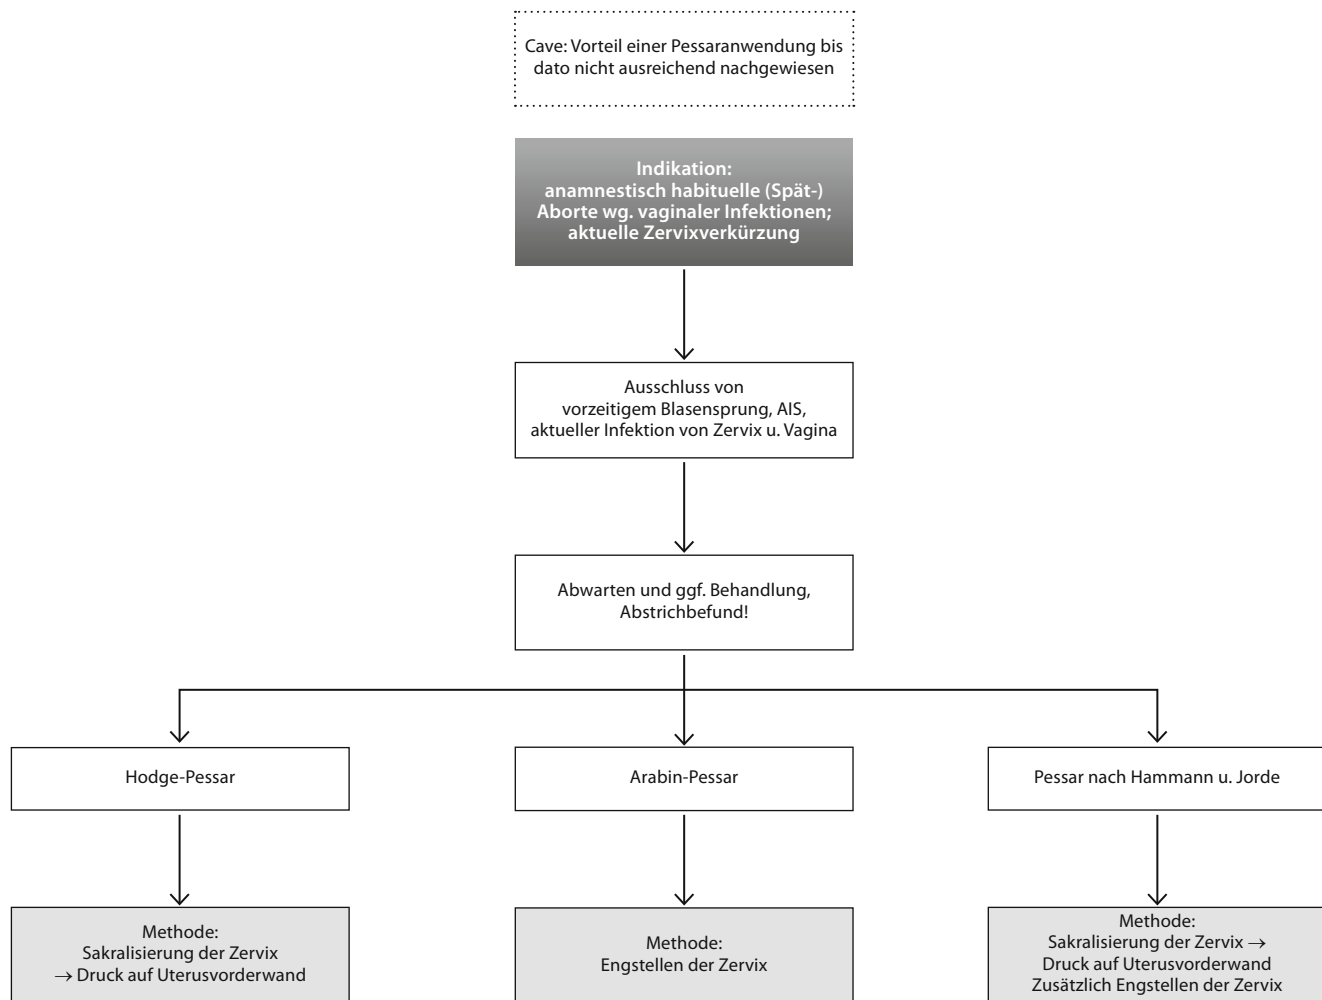 Cave: Vorteil einer Pessaranwendung bis
dato nicht ausreichend nachgewiesen
Indikation:
anamnestisch habituelle (Spät-)
Aborte wg. vaginaler Infektionen;
aktuelle Zervixverkürzung
Ausschluss von
vorzeitigem Blasensprung, AIS,
aktueller Infektion von Zervix u. Vagina
Abwarten und ggf. Behandlung,
Abstrichbefund!
Hodge-Pessar
Arabin-Pessar
Pessar nach Hammann u. Jorde
Methode:
Sakralisierung der Zervix
→ Druck auf Uterusvorderwand
Methode:
Engstellen der Zervix
Methode:
Sakralisierung der Zervix →
Druck auf Uterusvorderwand
Zusätzlich Engstellen der Zervix